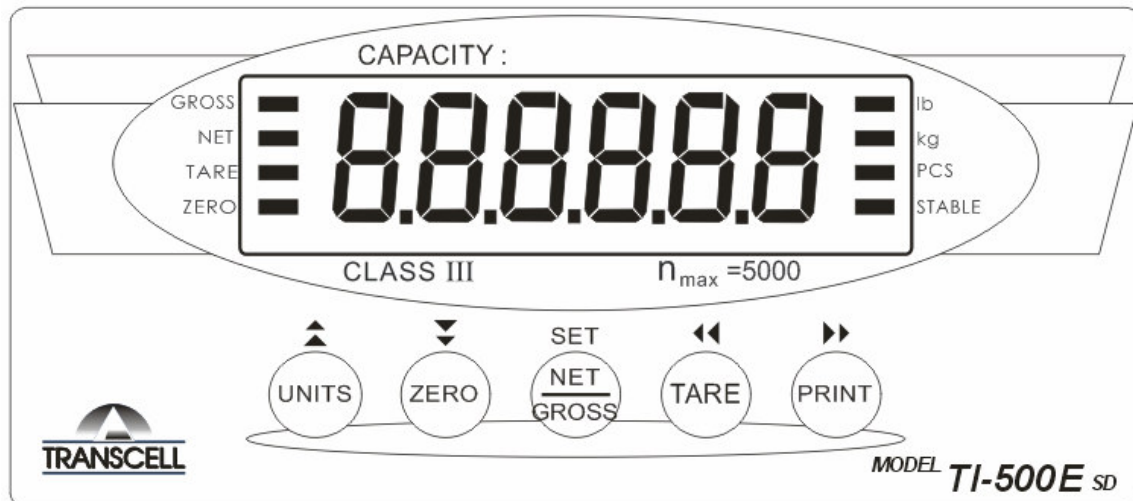 CAPACITY :
GROSS
NET
TARE
ZERO
8.8.8.8.8.8
lb
kg
PCS
STABLE
CLASS III
nmax =5000
SET
UNITS
ZERO
NET
GROSS
TARE
PRINT
TRANSCELL
MODEL TI-500E SD